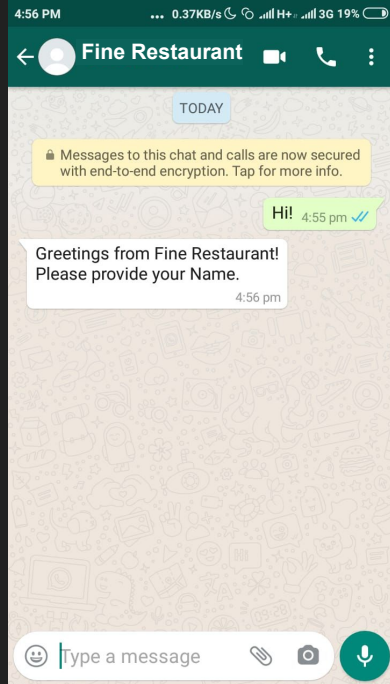 4:56 PM ... 0.37KB/s H+ 3G 19%
Fine Restaurant
TODAY
Messages to this chat and calls are now secured
with end-to-end encryption. Tap for more info.
Hi! 4:55 pm
Greetings from Fine Restaurant!
Please provide your Name.
4:56 pm
Type a message